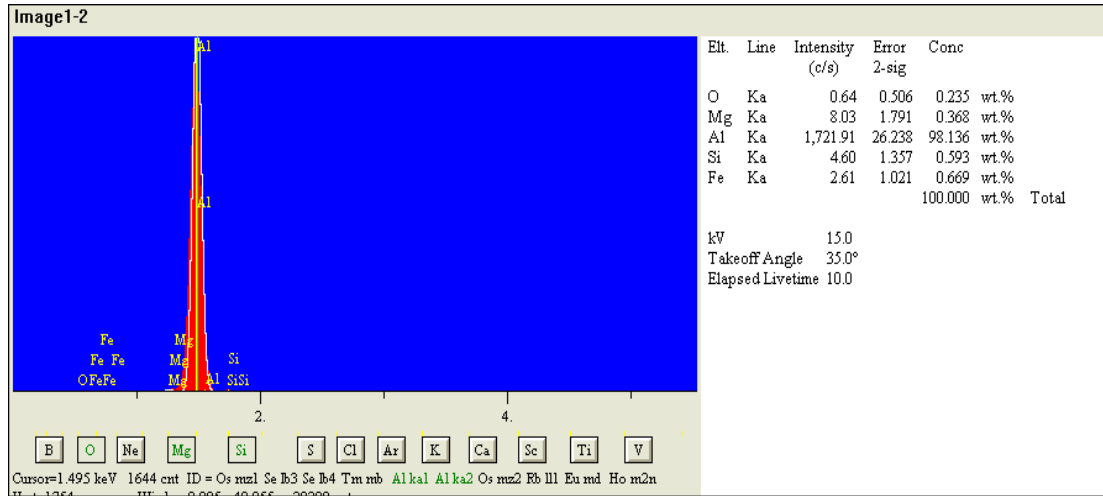 Image1-2
Al
Al
Fe Mg
Fe Fe Mg Si
O Fe Fe Mg Al Si Si
2. 4.
B O Ne Mg Si S Cl Ar K Ca Sc Ti V
Cursor=1.495 keV 1644 cnt ID = Os mz1 Se lb3 Se lb4 Tm mb Al ka1 Al ka2 Os mz2 Rb ll1 Eu md Ho m2n
Elt. Line Intensity Error Conc
(c/s) 2-sig
O Ka 0.64 0.506 0.235 wt.%
Mg Ka 8.03 1.791 0.368 wt.%
Al Ka 1,721.91 26.238 98.136 wt.%
Si Ka 4.60 1.357 0.593 wt.%
Fe Ka 2.61 1.021 0.669 wt.%
100.000 wt.% Total
kV 15.0
Takeoff Angle 35.0°
Elapsed Livetime 10.0